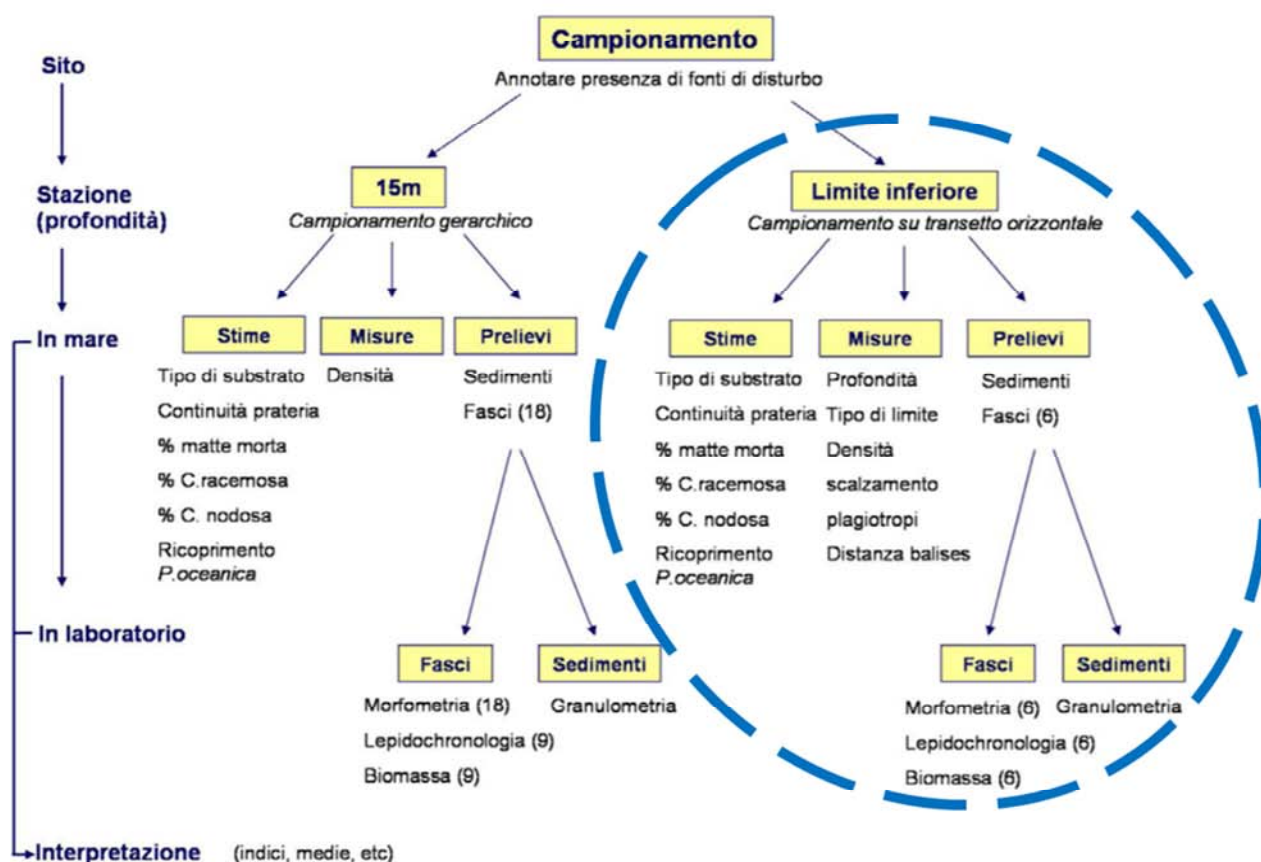 Campionamento
Annotare presenza di fonti di disturbo
Sito
Stazione
(profondità)
In mare
In laboratorio
Interpretazione (indici, medie, etc)
15m
Campionamento gerarchico
Stime
Tipo di substrato
Continuità prateria
% matte morta
% C.racemosa
% C. nodosa
Ricoprimento
P.oceanica
Misure
Densità
Prelievi
Sedimenti
Fasci (18)
Fasci
Morfometria (18)
Lepidochronologia (9)
Biomassa (9)
Sedimenti
Granulometria
Limite inferiore
Campionamento su transetto orizzontale
Stime
Tipo di substrato
Continuità prateria
% matte morta
% C.racemosa
% C. nodosa
Ricoprimento
P.oceanica
Misure
Profondità
Tipo di limite
Densità
scalzamento
plagiotropi
Distanza balises
Prelievi
Sedimenti
Fasci (6)
Fasci
Morfometria (6)
Lepidochronologia (6)
Biomassa (6)
Sedimenti
Granulometria